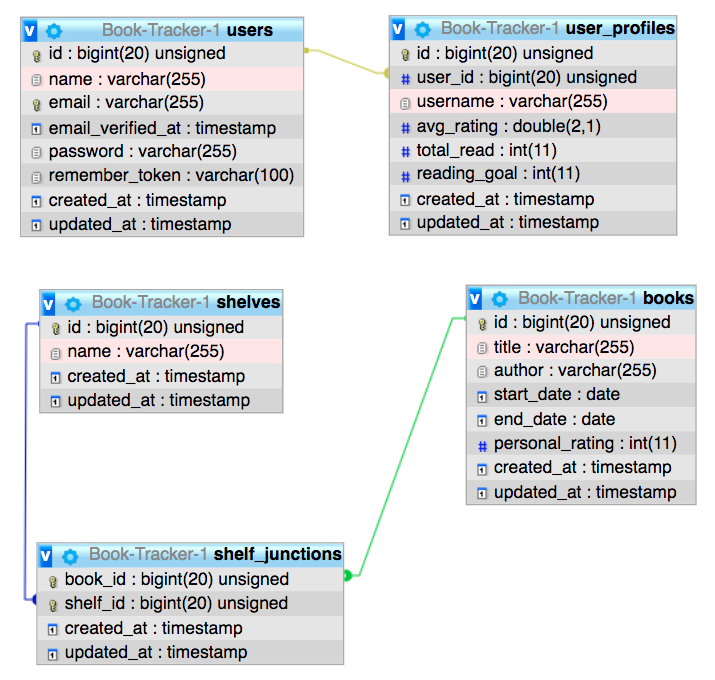 Book-Tracker-1 users
id : bigint(20) unsigned
name : varchar(255)
email : varchar(255)
email_verified_at : timestamp
password : varchar(255)
remember_token : varchar(100)
created_at : timestamp
updated_at : timestamp
Book-Tracker-1 user_profiles
id : bigint(20) unsigned
user_id : bigint(20) unsigned
username : varchar(255)
avg_rating : double(2,1)
total_read : int(11)
reading_goal : int(11)
created_at : timestamp
updated_at : timestamp
Book-Tracker-1 shelves
id : bigint(20) unsigned
name : varchar(255)
created_at : timestamp
updated_at : timestamp
Book-Tracker-1 books
id : bigint(20) unsigned
title : varchar(255)
author : varchar(255)
start_date : date
end_date : date
personal_rating : int(11)
created_at : timestamp
updated_at : timestamp
Book-Tracker-1 shelf_junctions
book_id : bigint(20) unsigned
shelf_id : bigint(20) unsigned
created_at : timestamp
updated_at : timestamp